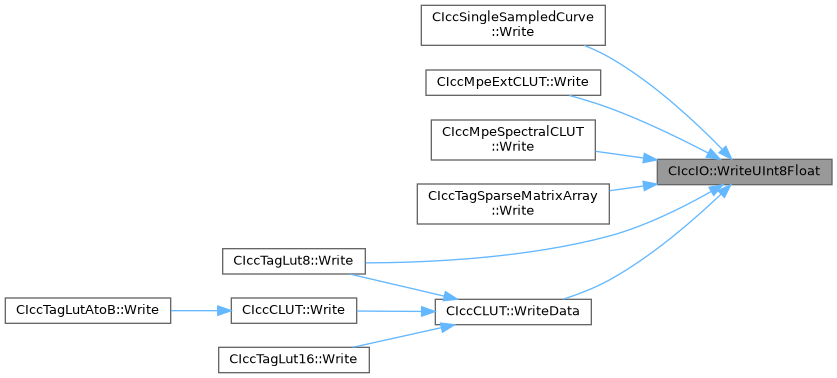 CIccSingleSampledCurve
::Write
CIccMpeExtCLUT::Write
CIccMpeSpectralCLUT
::Write
CIccIO::WriteUInt8Float
CIccTagSparseMatrixArray
::Write
CIccTagLut8::Write
CIccTagLutAtoB::Write
CIccCLUT::Write
CIccCLUT::WriteData
CIccTagLut16::Write